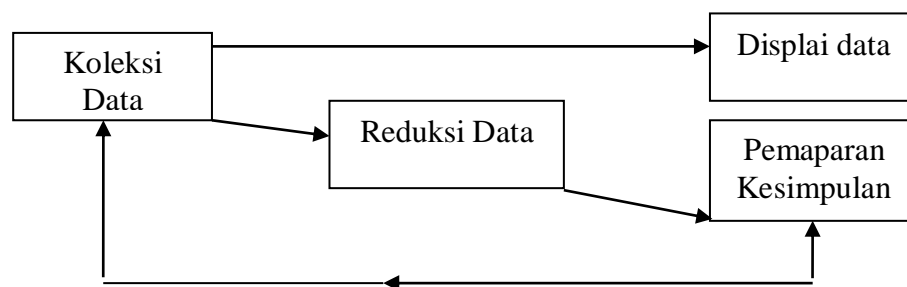 Koleksi
Data
Displai data
Reduksi Data
Pemaparan
Kesimpulan